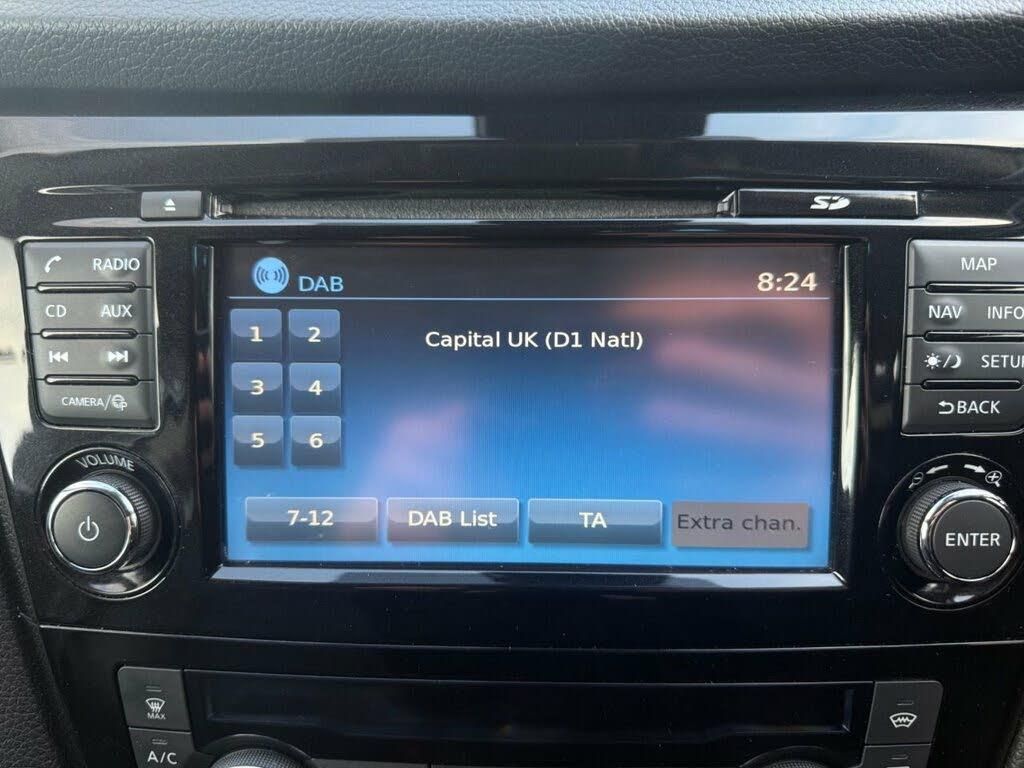 SD
RADIO
CD AUX
CAMERA/
VOLUME
DAB
8:24
1 2
Capital UK (D1 Natl)
3 4
5 6
7-12
DAB List
TA
Extra chan.
MAP
NAV INFO
SETU
BACK
ENTER
MAX
A/C